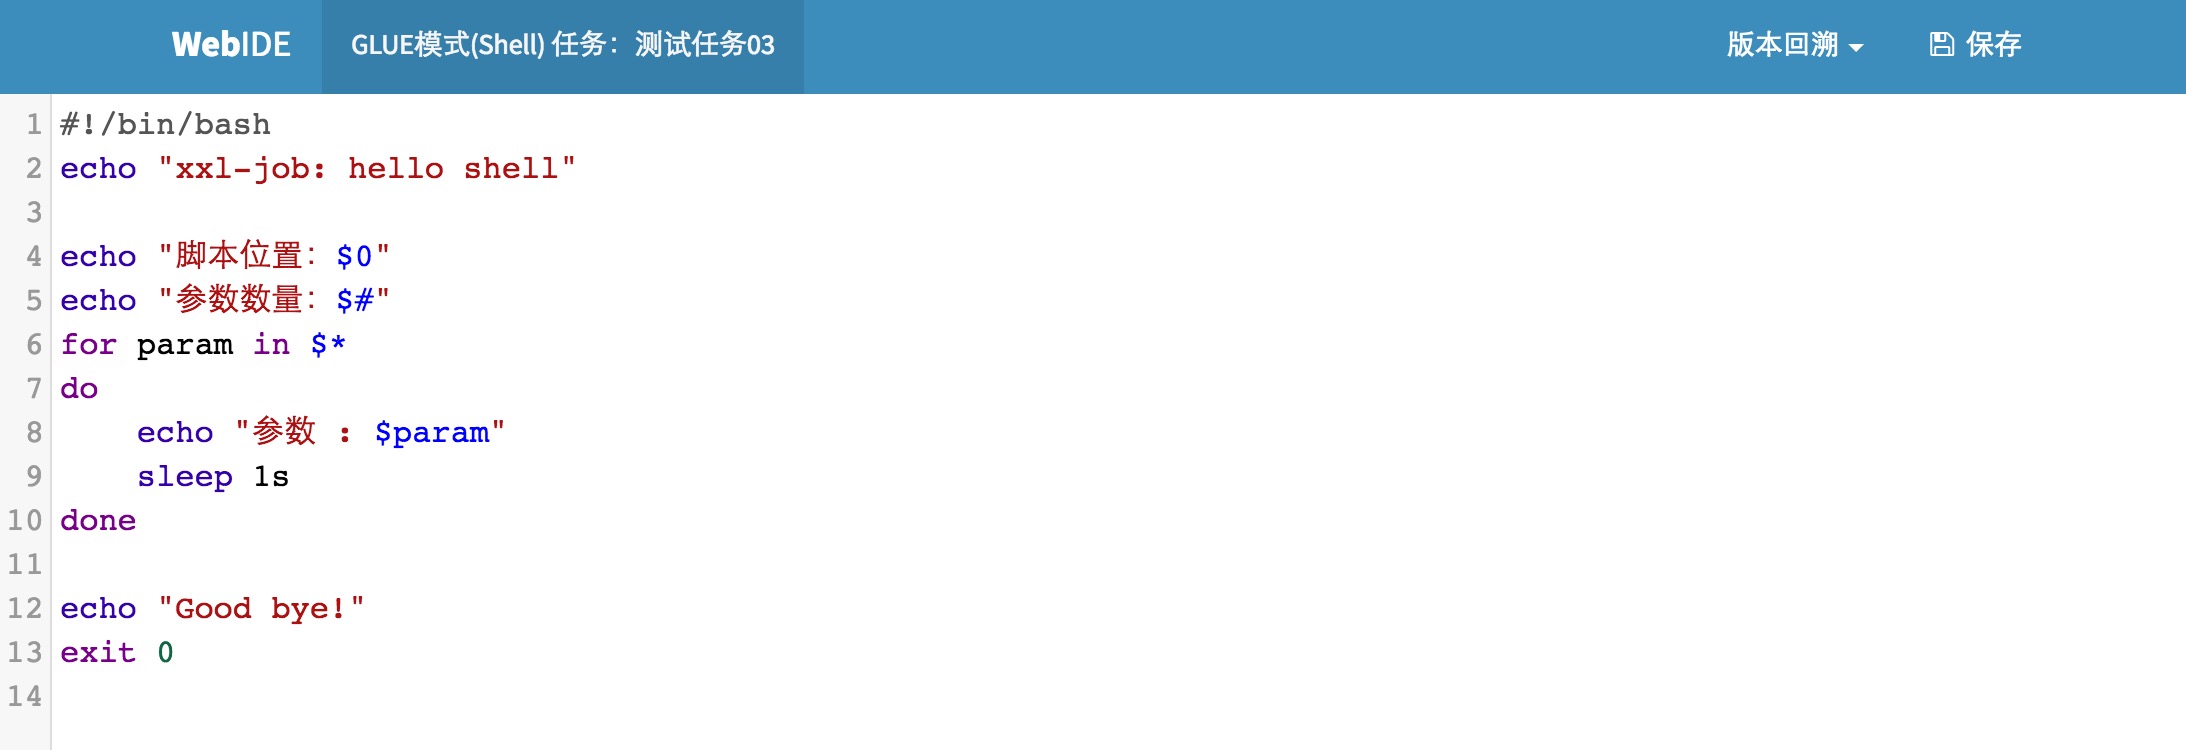 WebIDE GLUE模式(Shell) 任务：测试任务03 版本回溯 保存
1 #!/bin/bash
2 echo "xxl-job: hello shell"
3
4 echo "脚本位置：$0"
5 echo "参数数量：$#"
6 for param in $*
7 do
8     echo "参数 : $param"
9     sleep 1s
10 done
11
12 echo "Good bye!"
13 exit 0
14